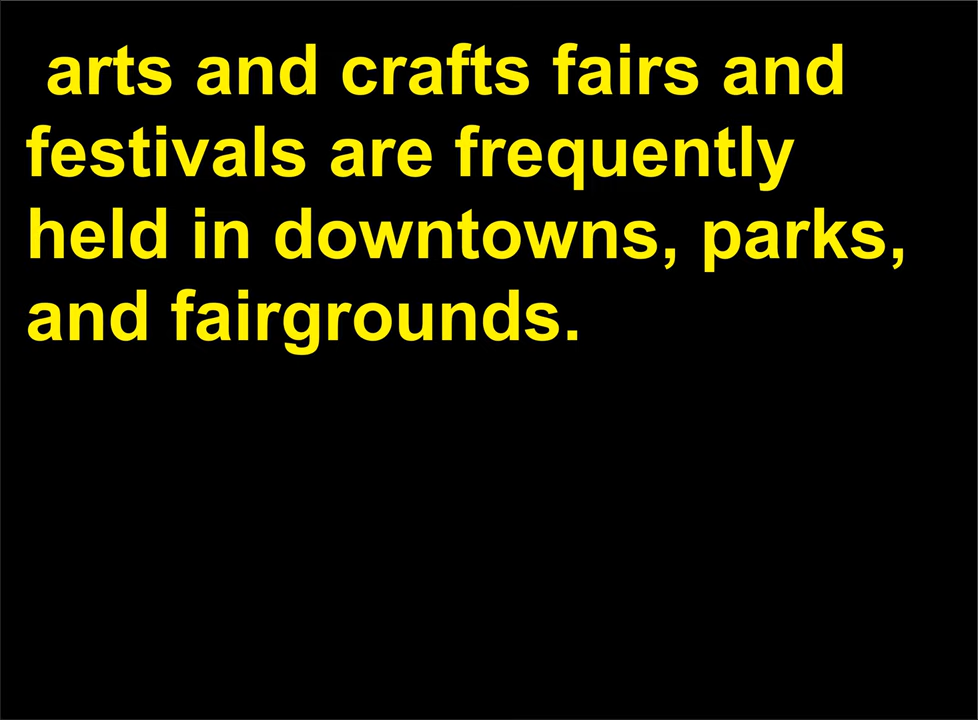 arts and crafts fairs and
festivals are frequently
held in downtowns, parks,
and fairgrounds.